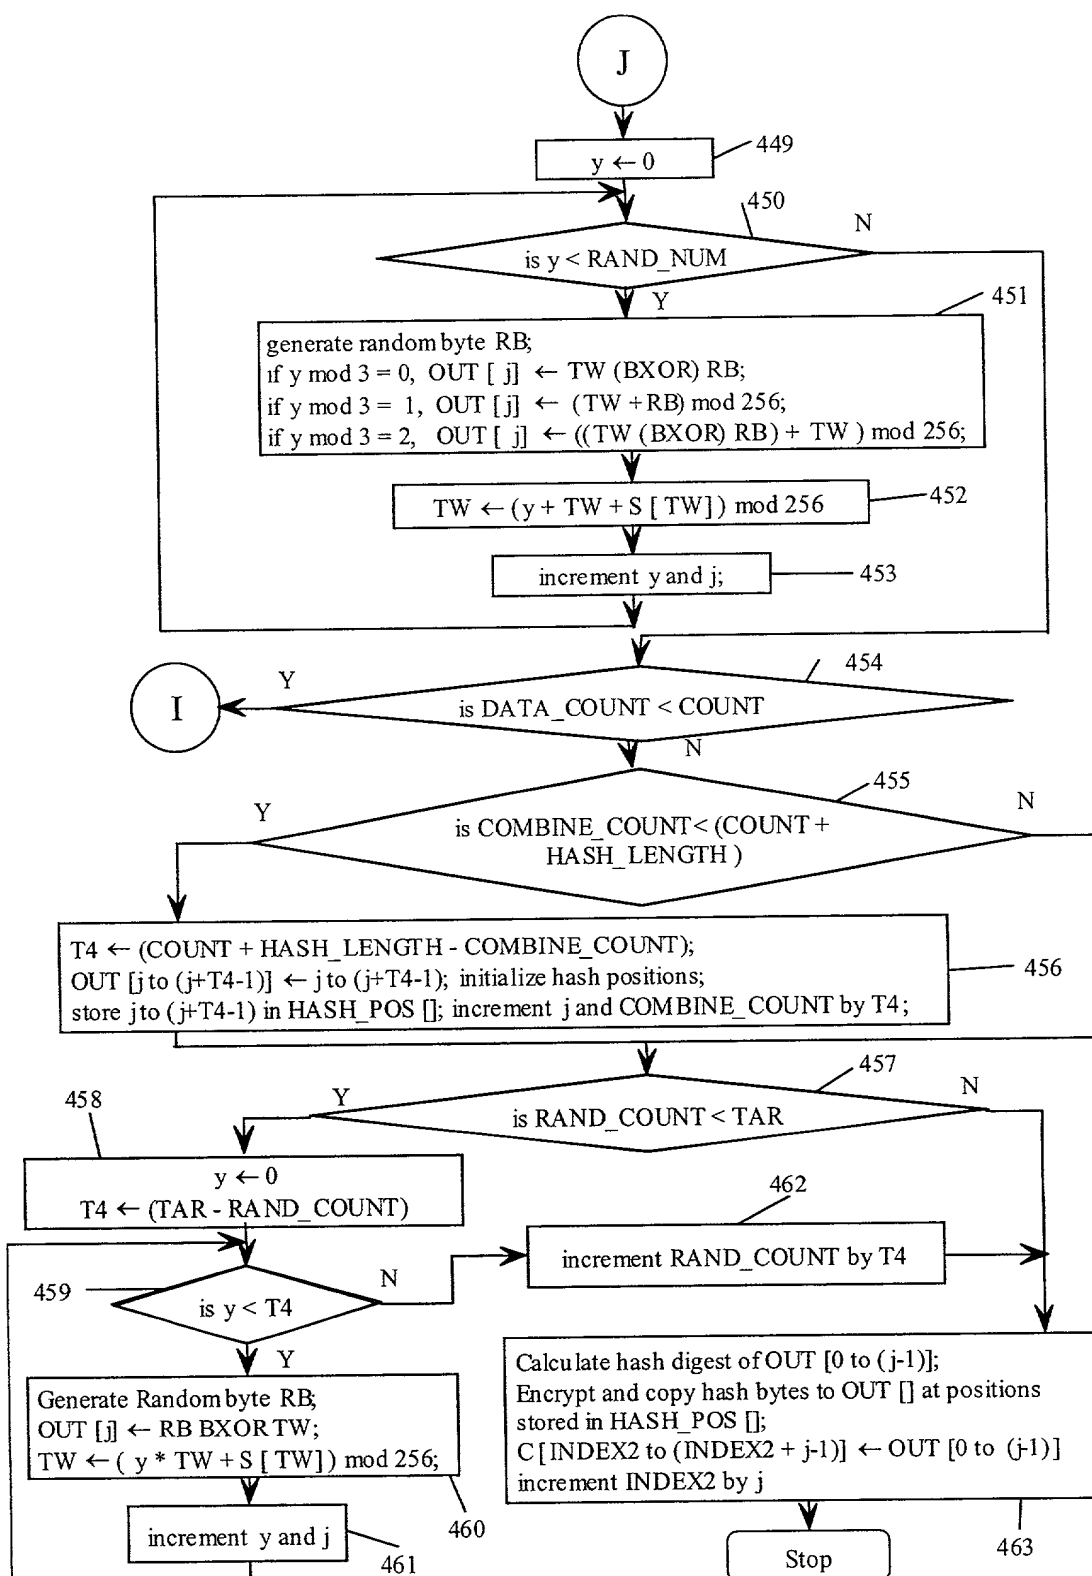 J
449
y ← 0
450
N
is y < RAND_NUM
Y
451
generate random byte RB;
if y mod 3 = 0, OUT [ j] ← TW (BXOR) RB;
if y mod 3 = 1, OUT [j] ← (TW +RB) mod 256;
if y mod 3 = 2, OUT [ j] ← ((TW (BXOR) RB) + TW ) mod 256;
TW ← (y + TW + S [ TW]) mod 256
452
increment y and j;
453
454
Y
I
is DATA_COUNT < COUNT
N
455
Y
N
is COMBINE_COUNT< (COUNT +
HASH_LENGTH )
T4 ← (COUNT + HASH_LENGTH - COMBINE_COUNT);
OUT [j to (j+T4-1)] ← j to (j+T4-1); initialize hash positions;
store j to (j+T4-1) in HASH_POS []; increment j and COMBINE_COUNT by T4;
456
457
458
Y
N
is RAND_COUNT < TAR
y ← 0
T4 ← (TAR - RAND_COUNT)
462
increment RAND_COUNT by T4
459
N
is y < T4
Y
Generate Random byte RB;
OUT [j] ← RB BXOR TW;
TW ← ( y * TW + S [ TW]) mod 256;
460
increment y and j
461
Calculate hash digest of OUT [0 to (j-1)];
Encrypt and copy hash bytes to OUT [] at positions
stored in HASH_POS [];
C [INDEX2 to (INDEX2 + j-1)] ← OUT [0 to (j-1)]
increment INDEX2 by j
463
Stop